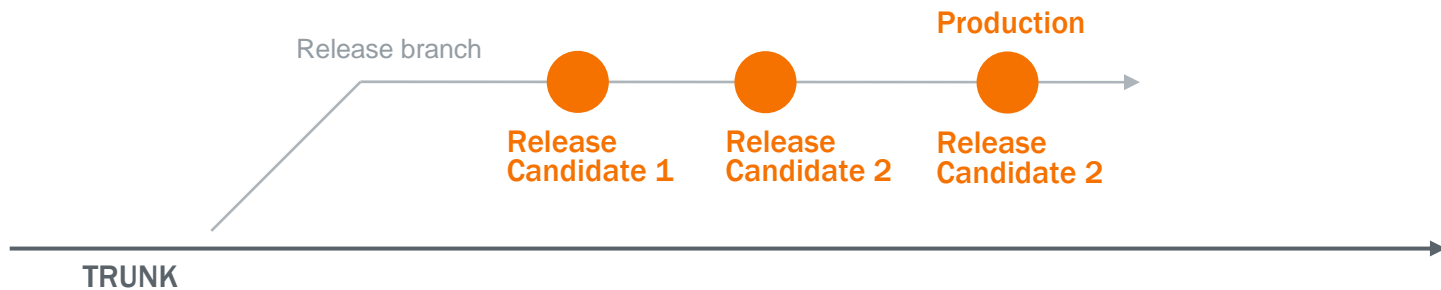 Production
Release branch
Release
Candidate 1
Release
Candidate 2
Release
Candidate 2
TRUNK